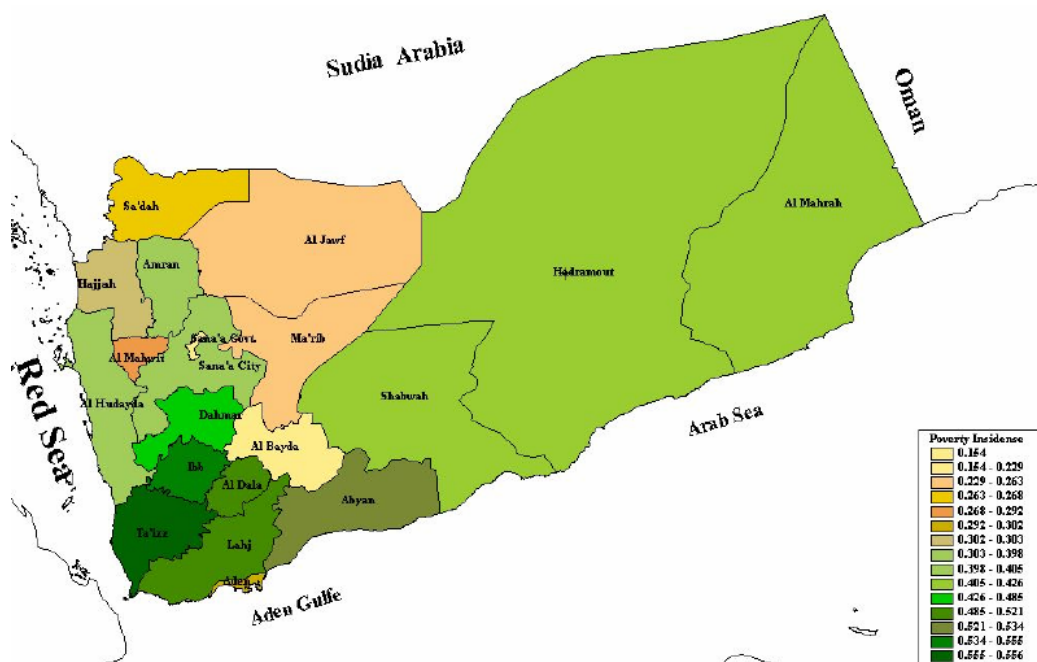 Sudia Arabia
Oman
Sa'dah
Al Mahrah
Al Jawf
Amran
Hadramout
Hajjah
Sana'a Govt.
Ma'rib
Al Mahwit
Sana'a City
Red Sea
Shabwah
Al Hudayda
Dahmar
Arab Sea
Al Bayda
Ibb
Al Dala
Abyan
Ta'izz
Lahj
Aden
Aden Gulfe
Poverty Incidense
0.154
0.154 - 0.229
0.229 - 0.263
0.263 - 0.268
0.268 - 0.292
0.292 - 0.302
0.302 - 0.303
0.303 - 0.398
0.398 - 0.405
0.405 - 0.426
0.426 - 0.485
0.485 - 0.521
0.521 - 0.534
0.534 - 0.555
0.555 - 0.556